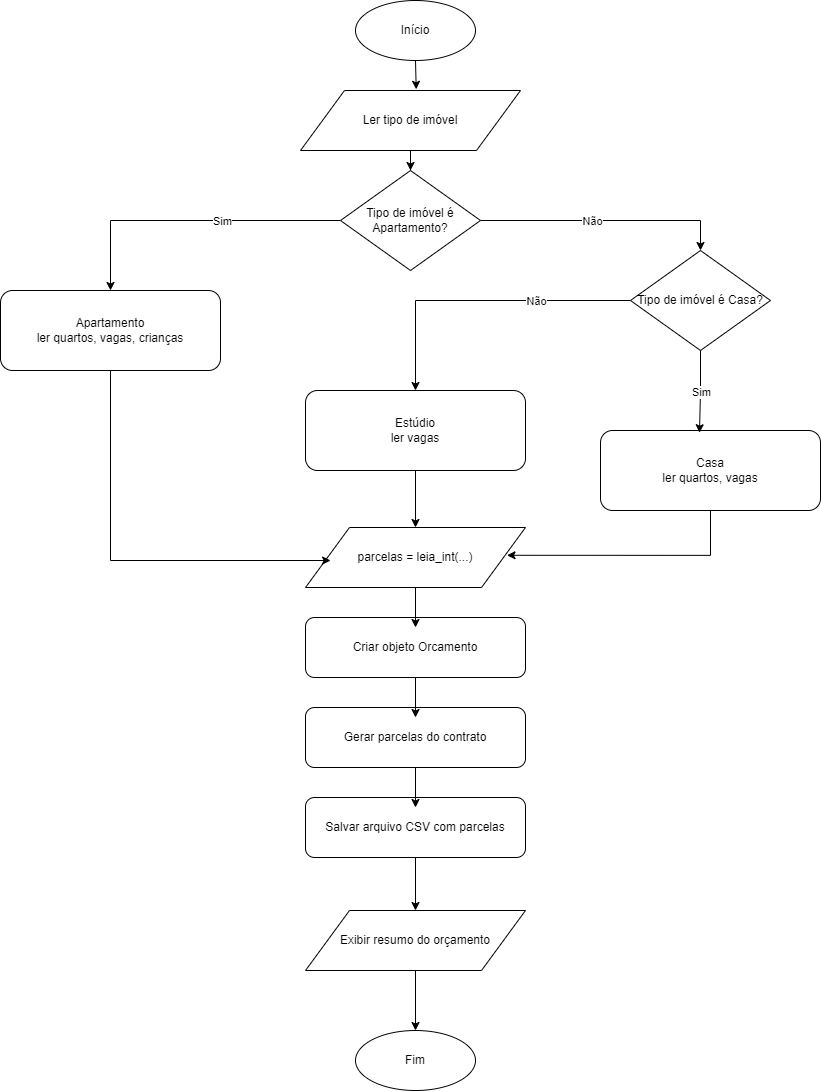 Início
Ler tipo de imóvel
Tipo de imóvel é
Apartamento?
Sim
Não
Tipo de imóvel é Casa?
Não
Apartamento
ler quartos, vagas, crianças
Sim
Estúdio
ler vagas
Casa
ler quartos, vagas
parcelas = leia_int(...)
Criar objeto Orcamento
Gerar parcelas do contrato
Salvar arquivo CSV com parcelas
Exibir resumo do orçamento
Fim